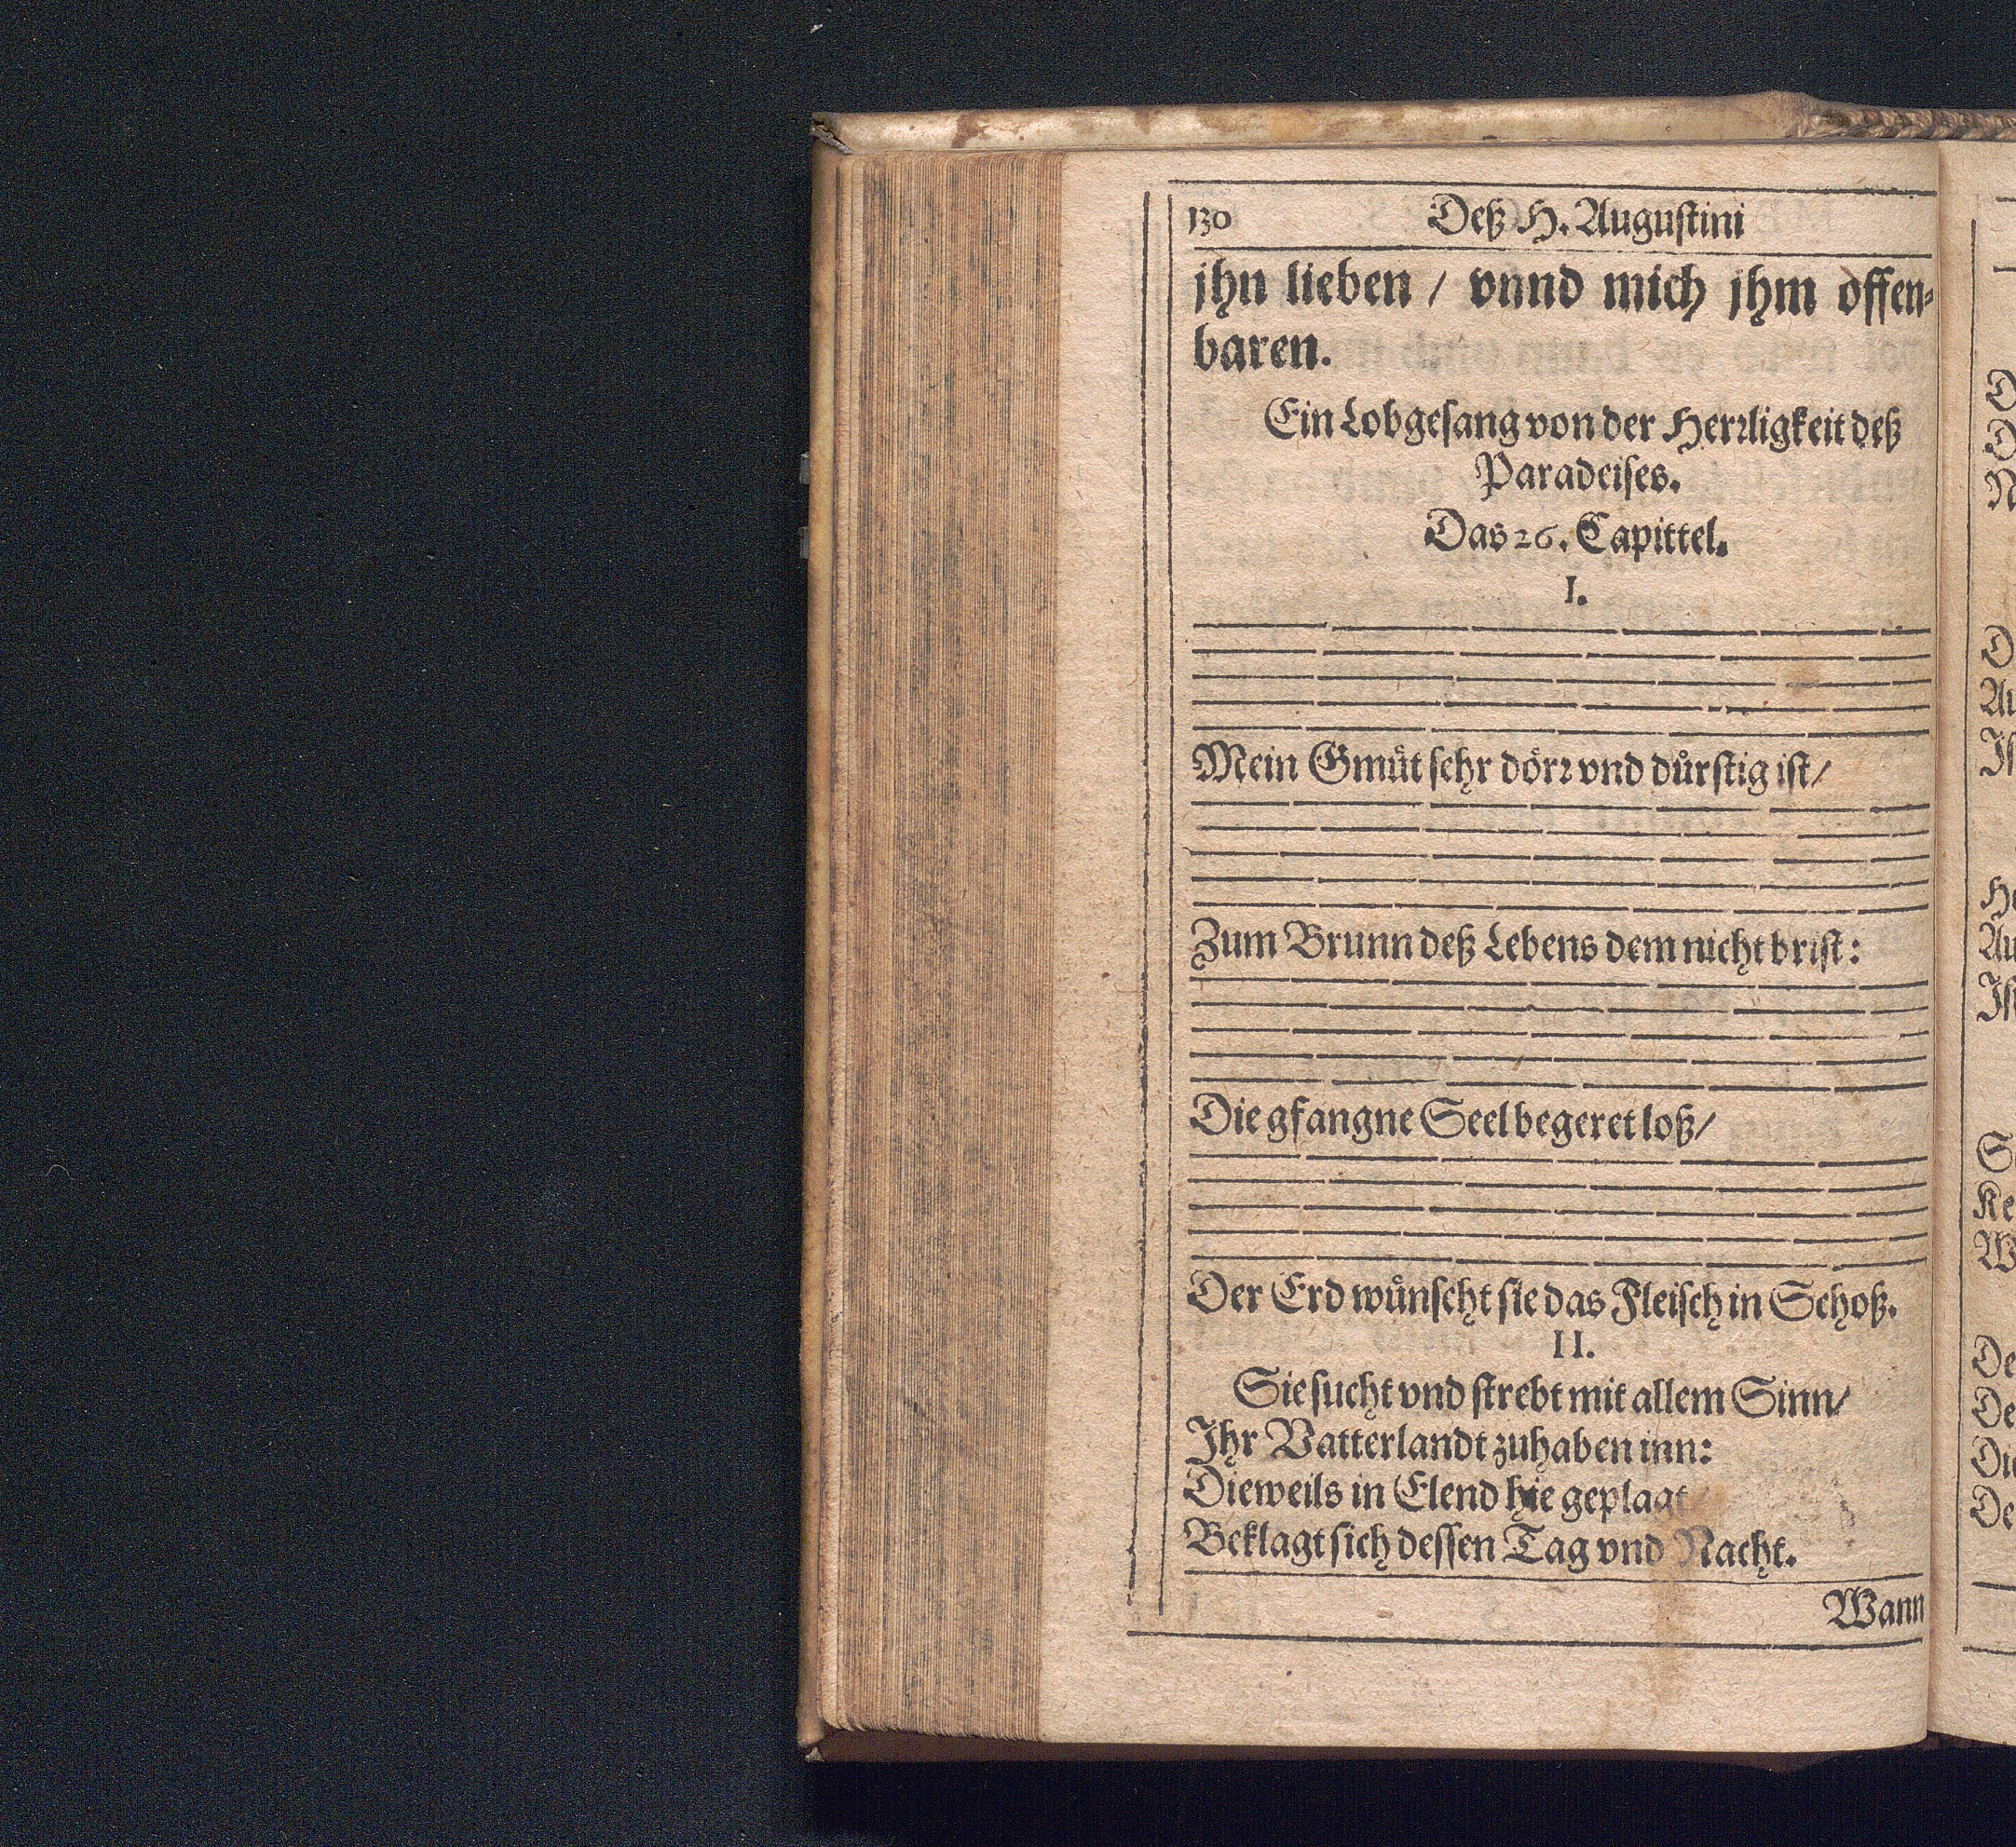 130 Deß H. Auguſtini
jhn lieben / vnnd mich jhm offen⸗
baren.
Ein Lobgeſang von der Herꝛligkeit deß
Paradeiſes.
Das 26. Capittel.
I.
Mein Gmüt ſehr dörꝛ vnd důrſtig iſt/
Zum Brunn deß Lebens dem nicht briſt:
Die gfangne Seel begeret loß/
Der Erd wůnſcht ſie das Fleiſch in Schoß.
II.
Sie ſucht vnd ſtrebt mit allem Sinn/
Ihr Vatterlandt zuhaben inn:
Dieweils in Elend hie geplagt
Beklagt ſich deſſen Tag vnd Nacht.
Wann